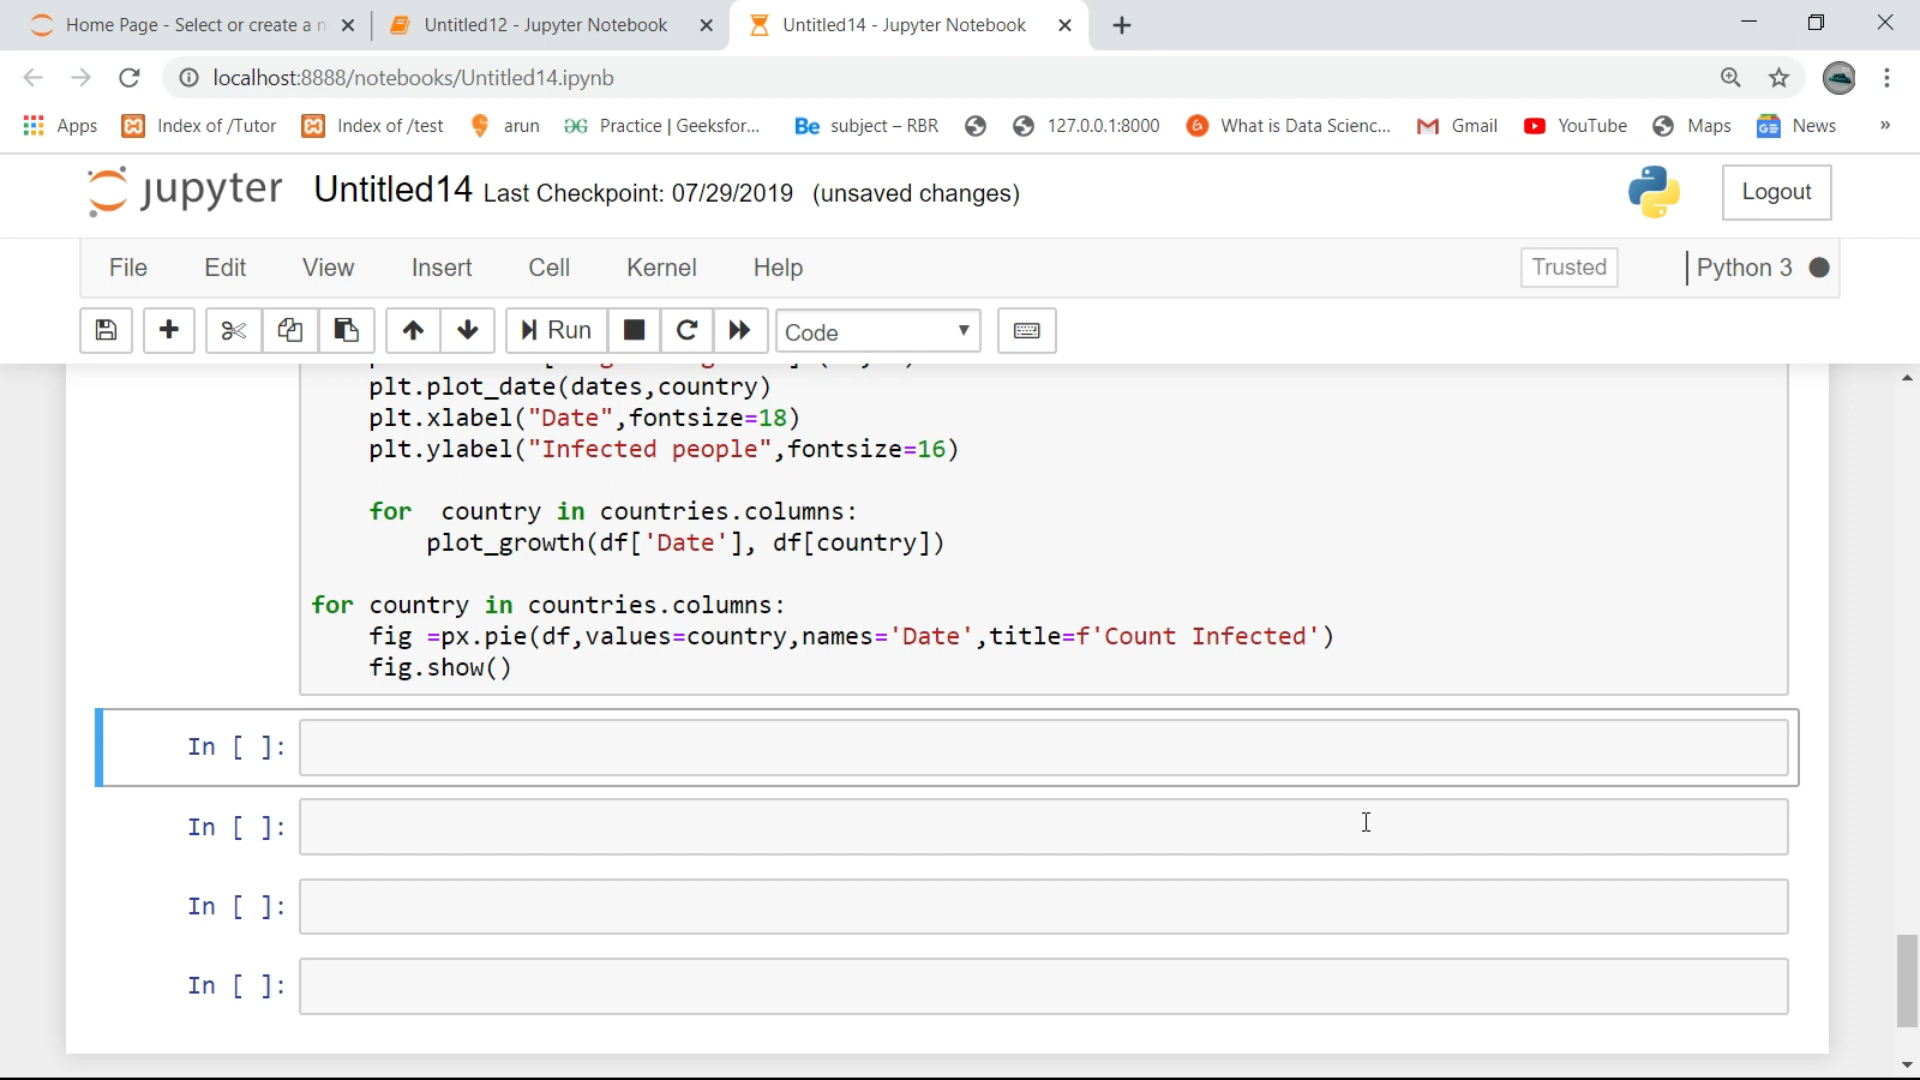 Home Page - Select or create a n
Untitled12 - Jupyter Notebook
Untitled14 - Jupyter Notebook
localhost:8888/notebooks/Untitled14.ipynb
Apps
Index of /Tutor
Index of /test
arun
Practice | Geeksfor...
Be subject – RBR
127.0.0.1:8000
What is Data Scienc...
Gmail
YouTube
Maps
News
»
jupyter Untitled14 Last Checkpoint: 07/29/2019 (unsaved changes)
Logout
File Edit View Insert Cell Kernel Help
Trusted
Python 3
Run
Code
plt.plot_date(dates,country)
plt.xlabel("Date",fontsize=18)
plt.ylabel("Infected people",fontsize=16)
for  country in countries.columns:
plot_growth(df['Date'], df[country])
for country in countries.columns:
fig =px.pie(df,values=country,names='Date',title=f'Count Infected')
fig.show()
In [ ]:
In [ ]:
In [ ]:
In [ ]: